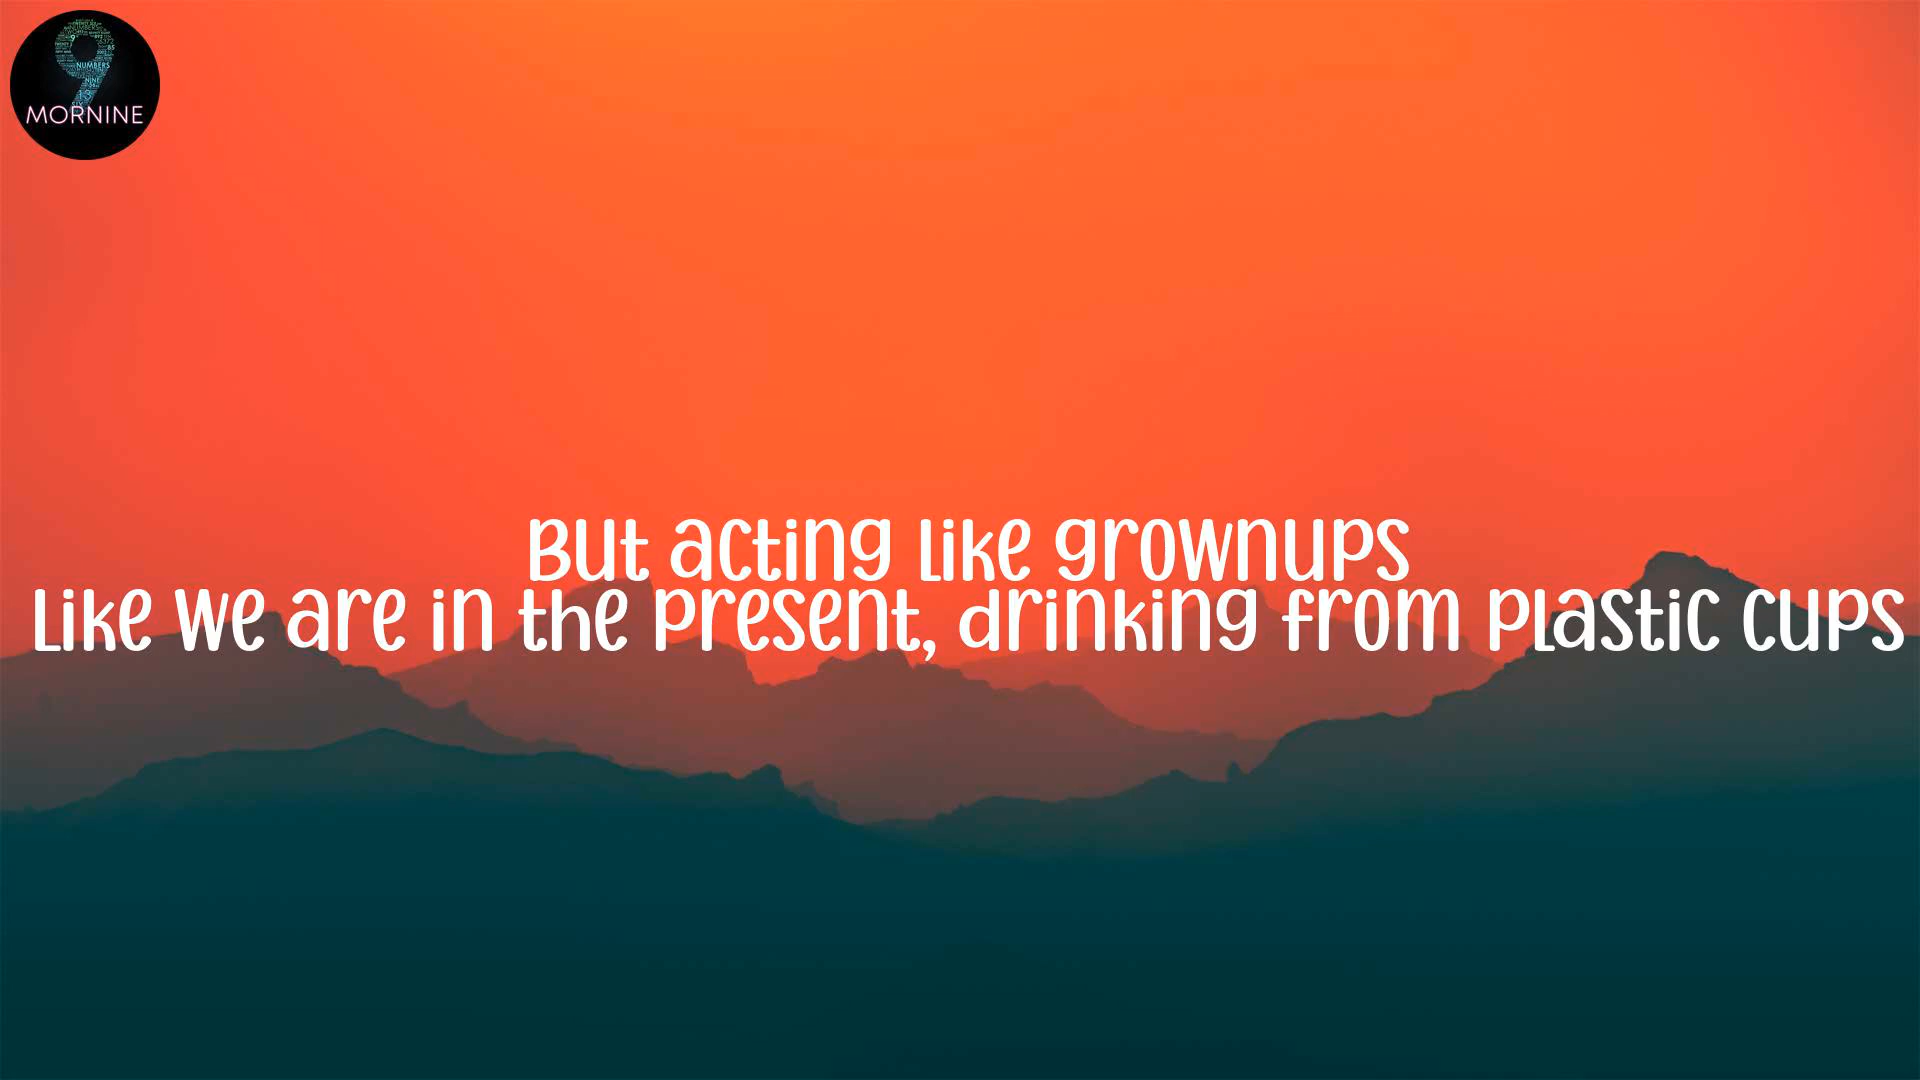 MORNINE
But acting like grownups
Like we are in the present, drinking from plastic cups